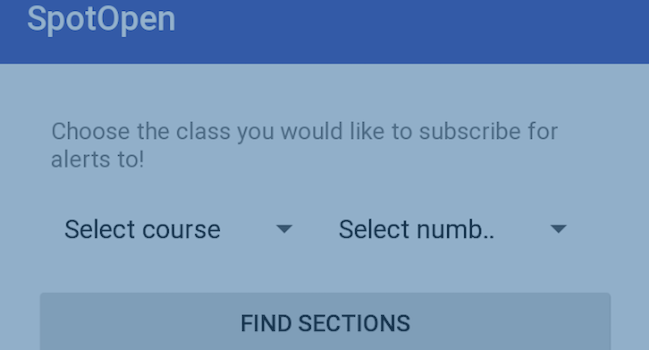 SpotOpen
Choose the class you would like to subscribe for
alerts to!
Select course Select numb..
FIND SECTIONS